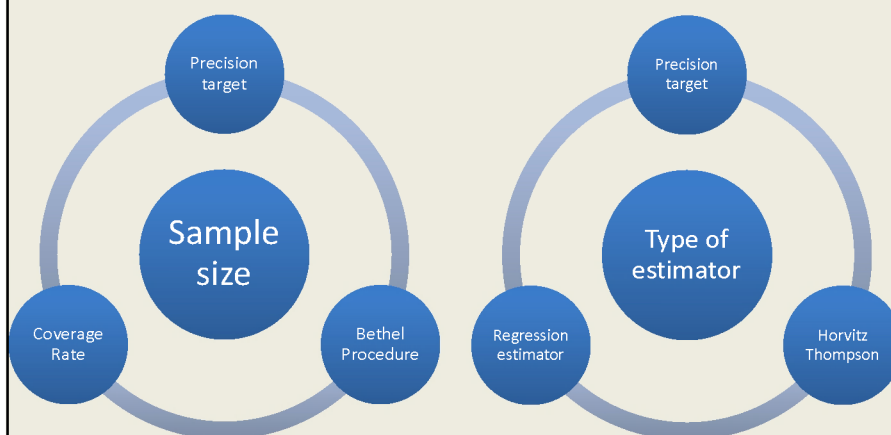 Precision
target
Sample
size
Coverage
Rate
Bethel
Procedure
Precision
target
Type of
estimator
Regression
estimator
Horvitz
Thompson